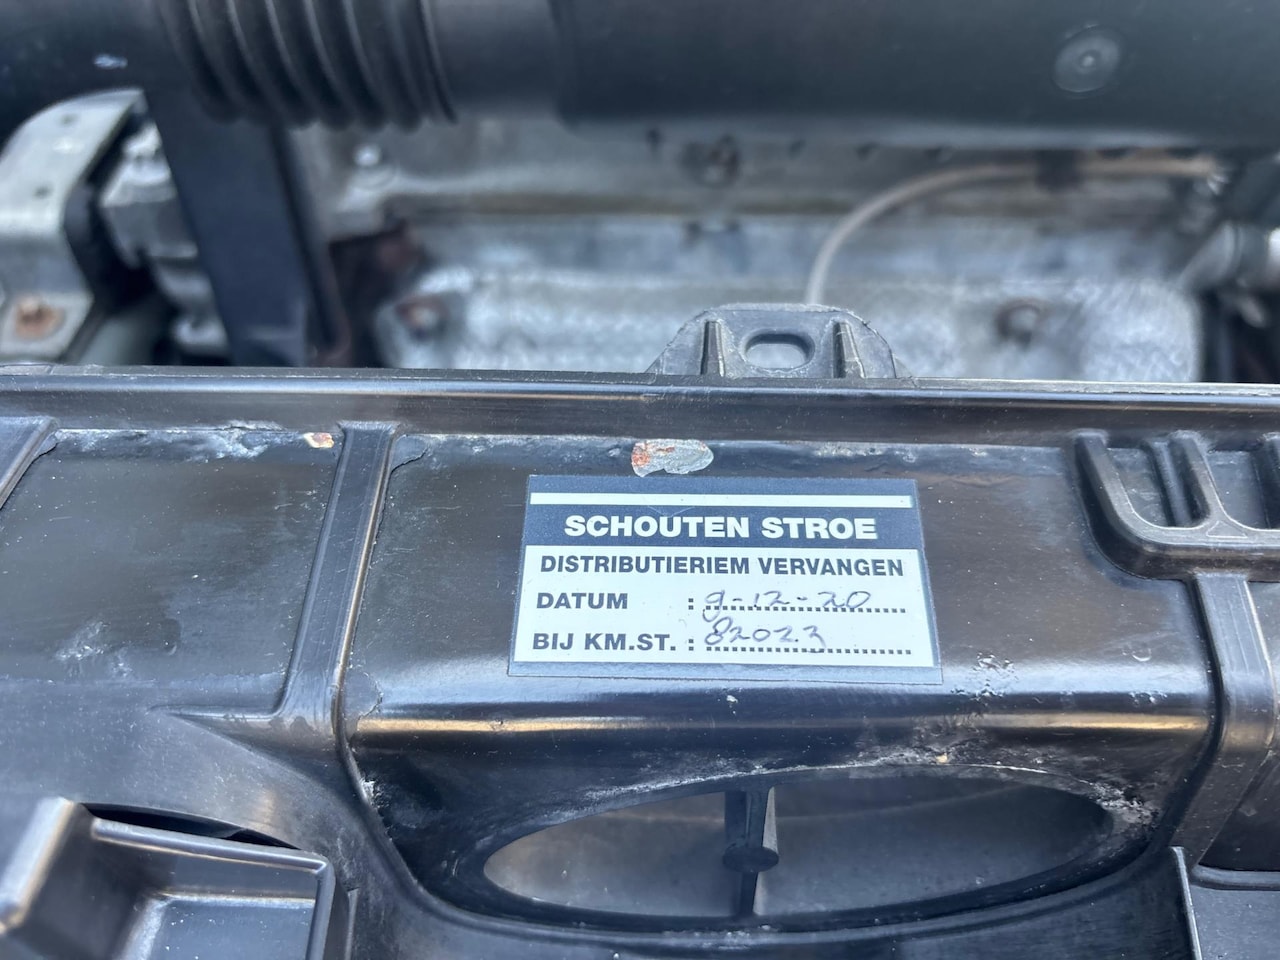 SCHOUTEN STROE
DISTRIBUTIERIEM VERVANGEN
DATUM : 9-12-20
BIJ KM.ST. : 82023